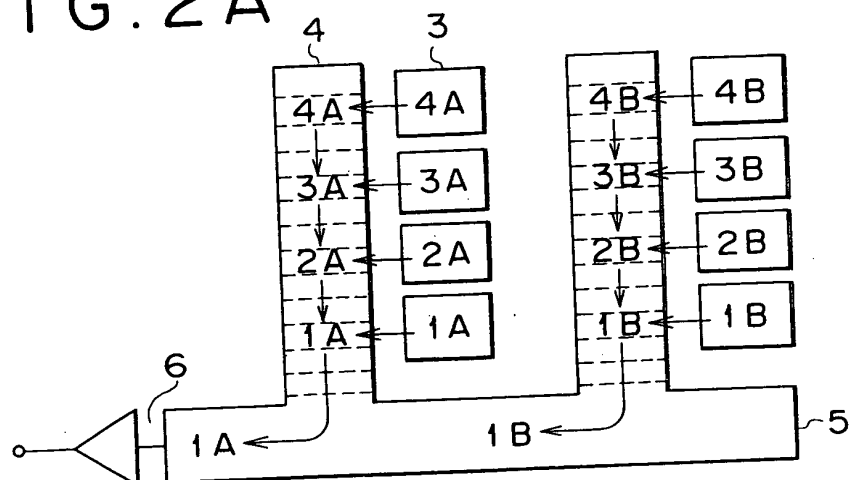 FIG. 2A
4 3
4A 4A 4B 4B
3A 3A 3B 3B
2A 2A 2B 2B
1A 1A 1B 1B
6
1A 1B 5